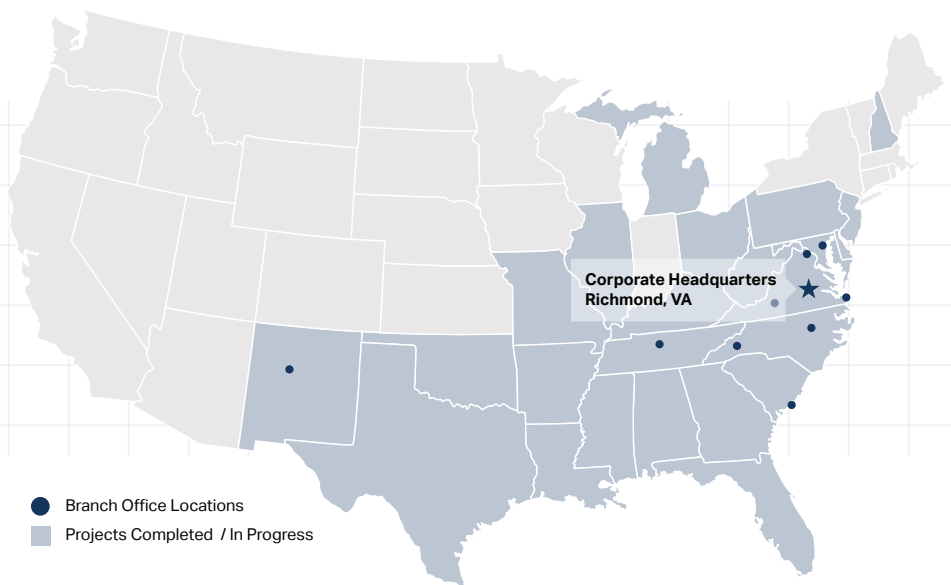 Corporate Headquarters
Richmond, VA
Branch Office Locations
Projects Completed / In Progress